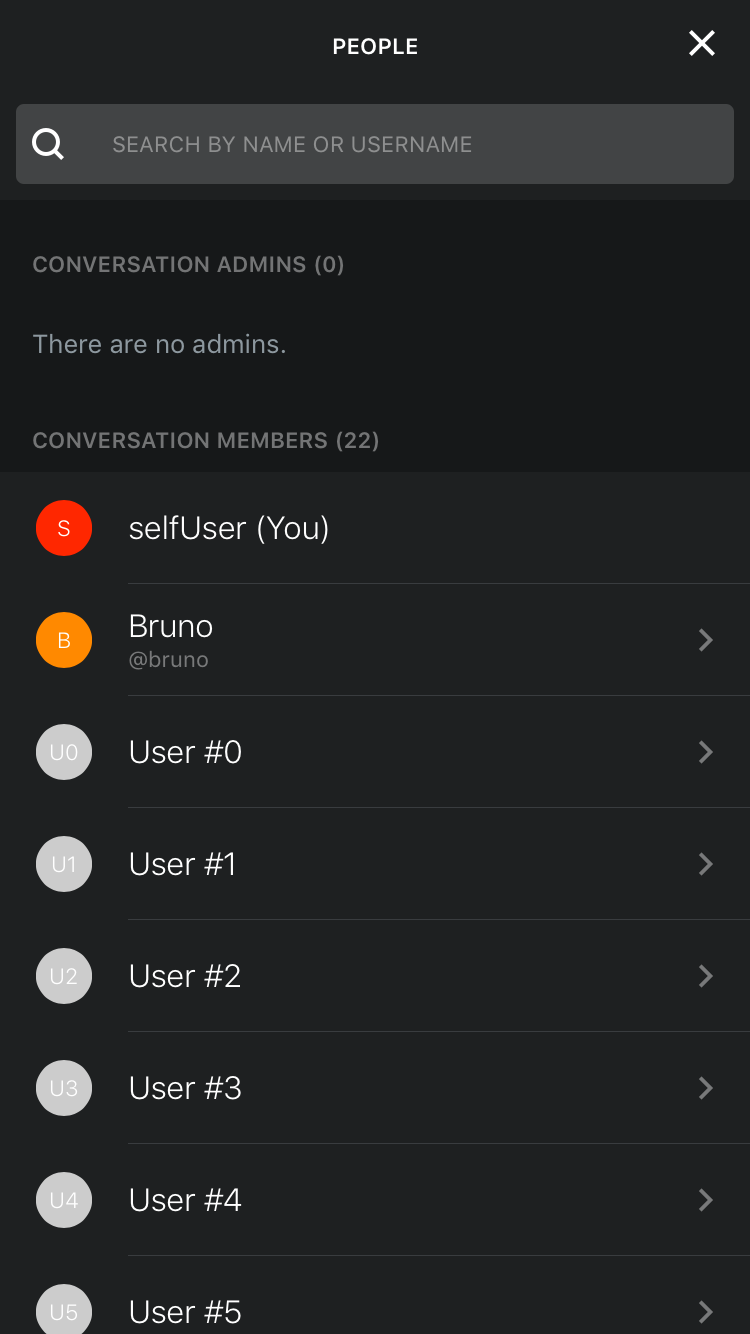 PEOPLE
SEARCH BY NAME OR USERNAME
CONVERSATION ADMINS (0)
There are no admins.
CONVERSATION MEMBERS (22)
S
selfUser (You)
B
Bruno
@bruno
U0
User #0
U1
User #1
U2
User #2
U3
User #3
U4
User #4
U5
User #5